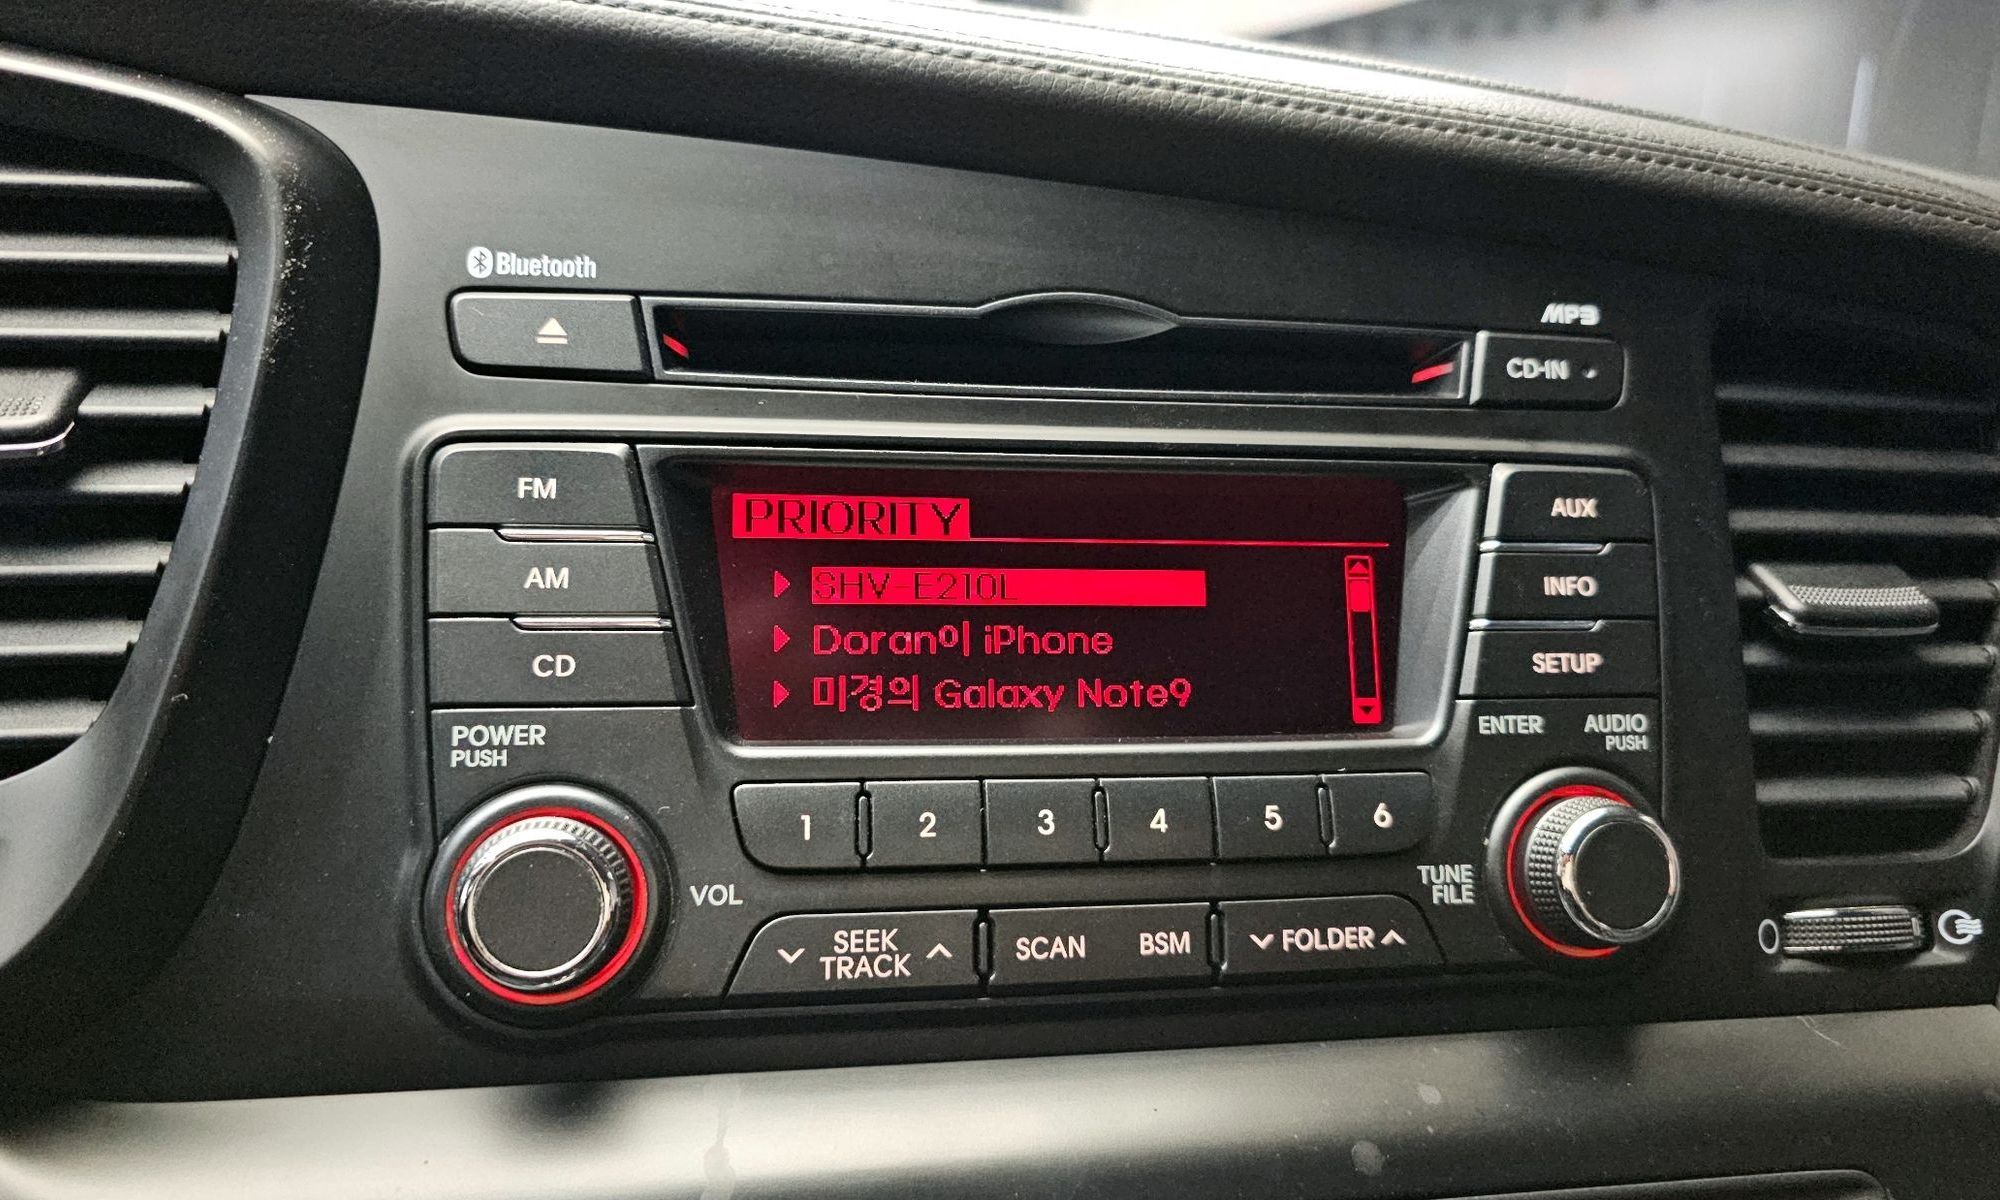 Bluetooth
MP3
CD-IN
FM
AM
CD
PRIORITY
SHV-E210L
Doran이 iPhone
미경의 Galaxy Note9
AUX
INFO
SETUP
POWER
PUSH
ENTER
AUDIO
PUSH
1 2 3 4 5 6
VOL
TUNE
FILE
SEEK
TRACK
SCAN BSM
FOLDER